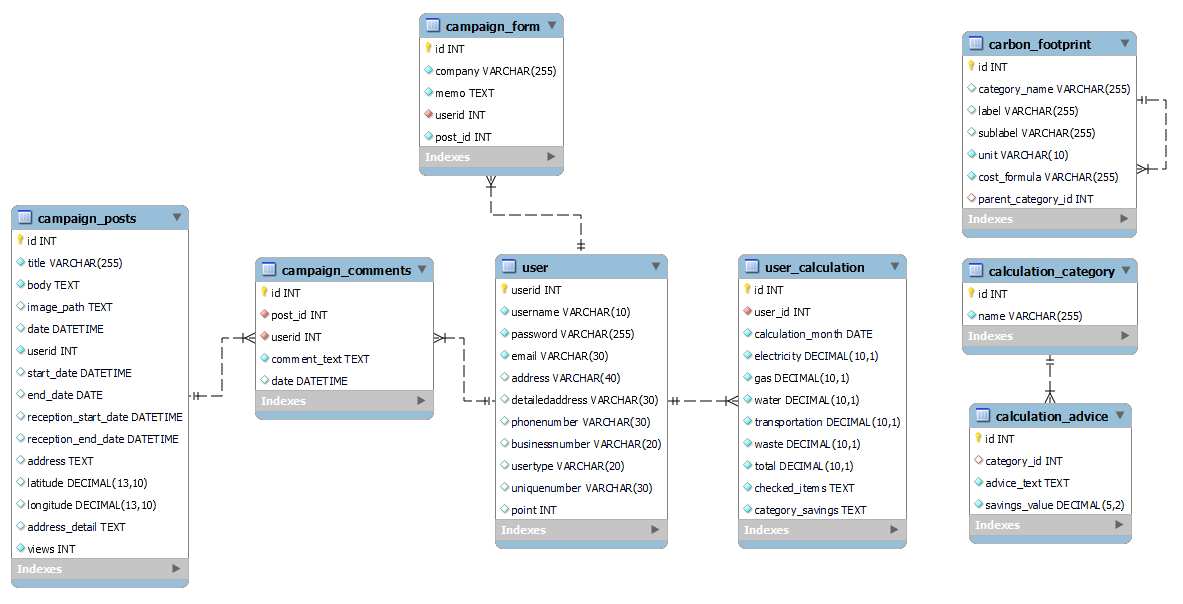 campaign_form
id INT
company VARCHAR(255)
memo TEXT
userid INT
post_id INT
Indexes
carbon_footprint
id INT
category_name VARCHAR(255)
label VARCHAR(255)
sublabel VARCHAR(255)
unit VARCHAR(10)
cost_formula VARCHAR(255)
parent_category_id INT
Indexes
campaign_posts
id INT
title VARCHAR(255)
body TEXT
image_path TEXT
date DATETIME
userid INT
start_date DATETIME
end_date DATE
reception_start_date DATETIME
reception_end_date DATETIME
address TEXT
latitude DECIMAL(13,10)
longitude DECIMAL(13,10)
address_detail TEXT
views INT
Indexes
campaign_comments
id INT
post_id INT
userid INT
comment_text TEXT
date DATETIME
Indexes
user
userid INT
username VARCHAR(10)
password VARCHAR(255)
email VARCHAR(30)
address VARCHAR(40)
detailedaddress VARCHAR(30)
phonenumber VARCHAR(30)
businessnumber VARCHAR(20)
usertype VARCHAR(20)
uniquenumber VARCHAR(30)
point INT
Indexes
user_calculation
id INT
user_id INT
calculation_month DATE
electricity DECIMAL(10,1)
gas DECIMAL(10,1)
water DECIMAL(10,1)
transportation DECIMAL(10,1)
waste DECIMAL(10,1)
total DECIMAL(10,1)
checked_items TEXT
category_savings TEXT
Indexes
calculation_category
id INT
name VARCHAR(255)
Indexes
calculation_advice
id INT
category_id INT
advice_text TEXT
savings_value DECIMAL(5,2)
Indexes